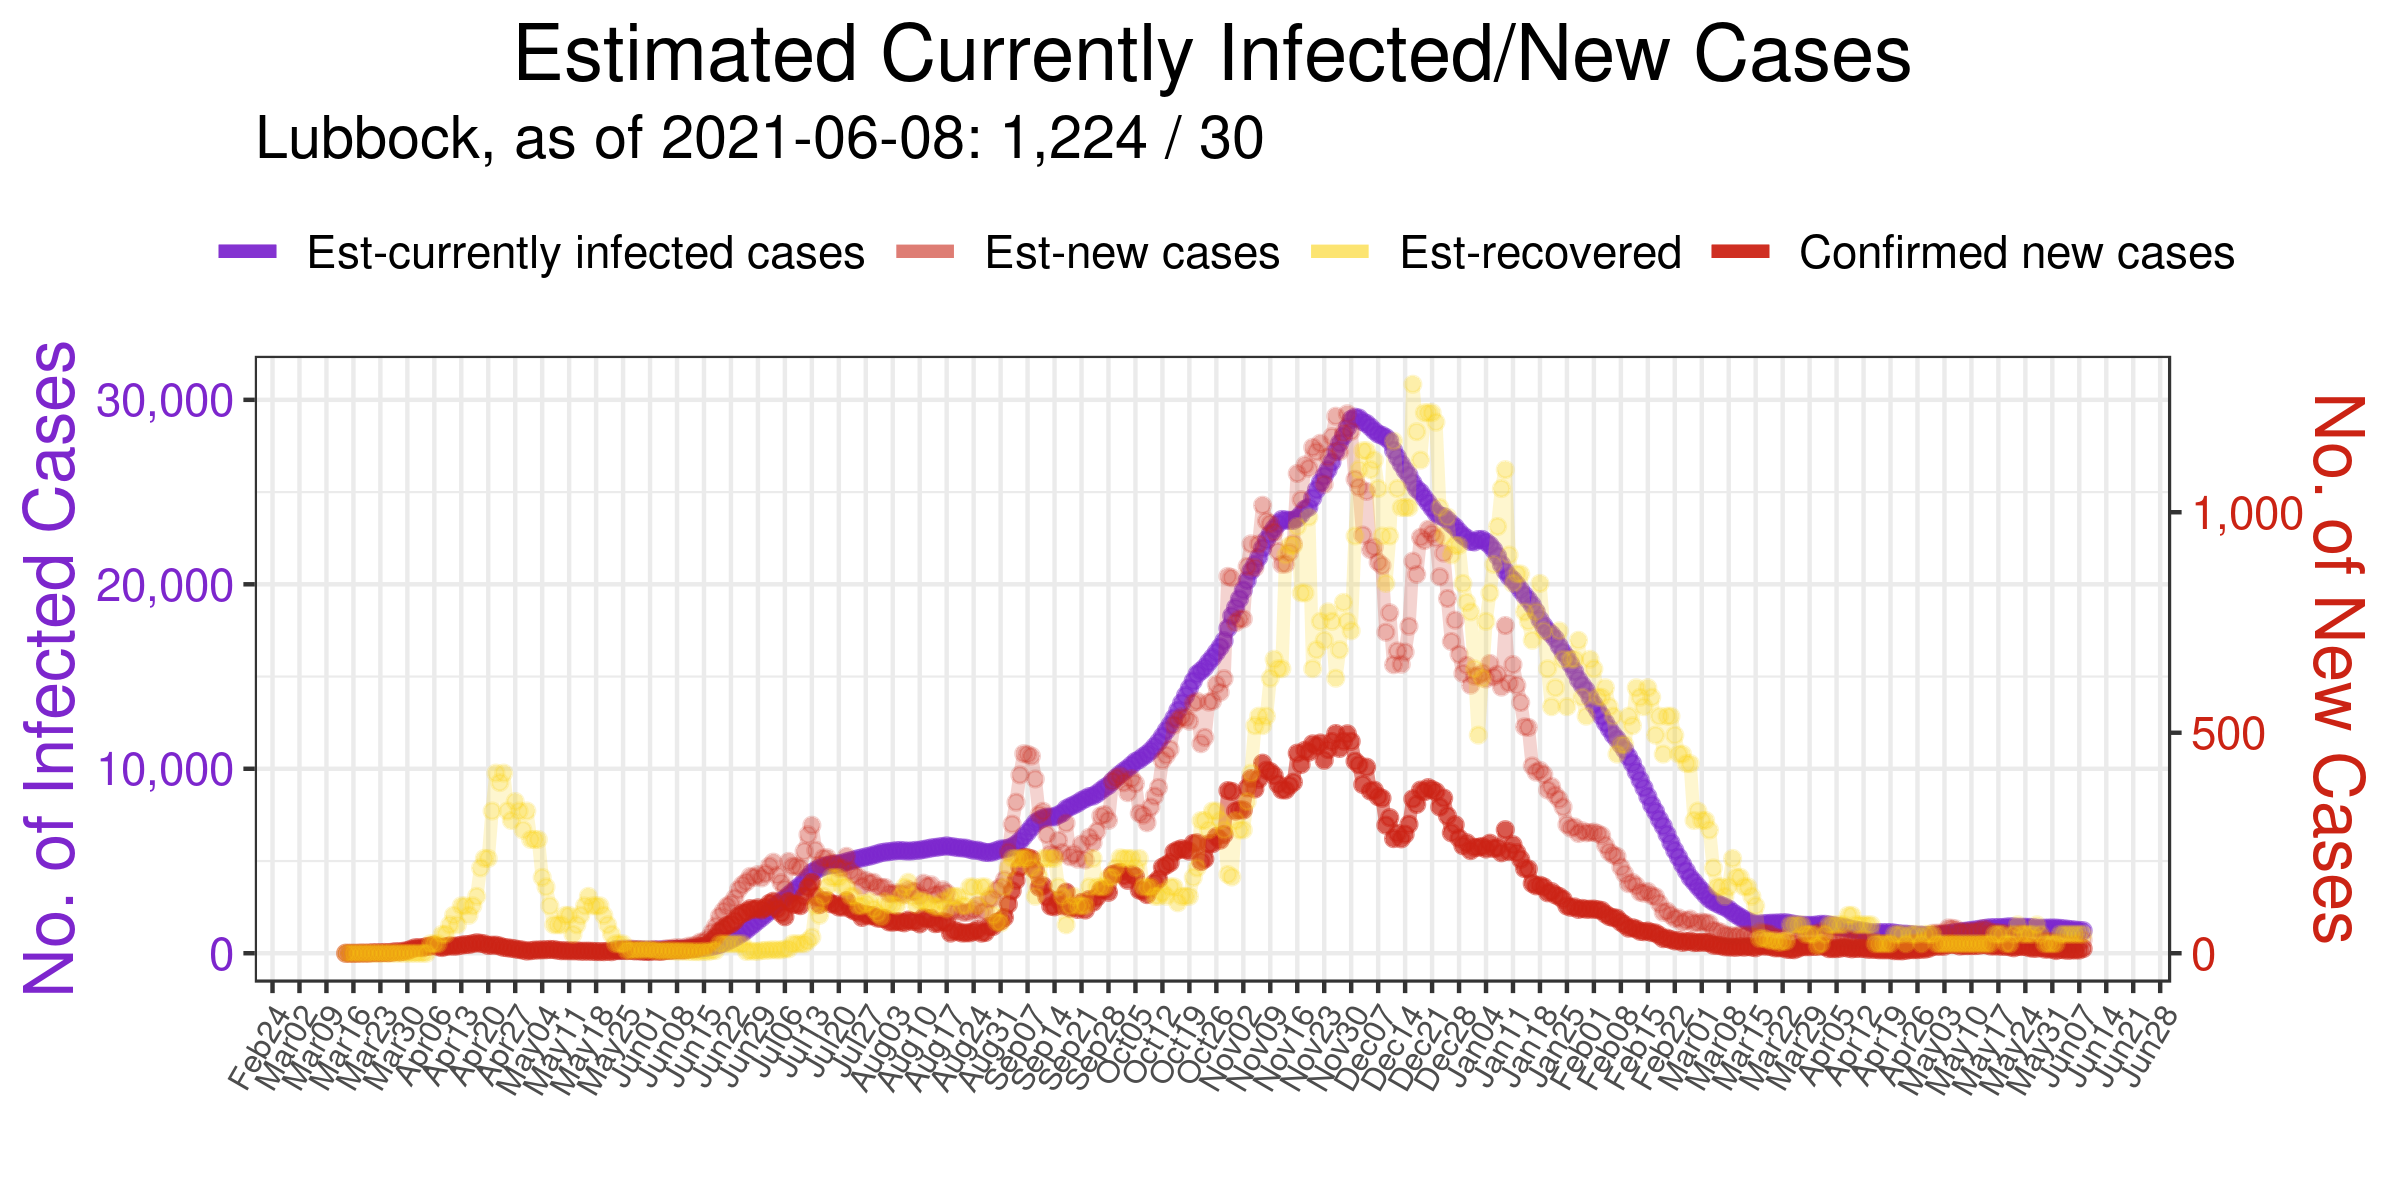 Estimated Currently Infected/New Cases
Lubbock, as of 2021-06-08: 1,224 / 30
Est-currently infected cases
Est-new cases
Est-recovered
Confirmed new cases
No. of Infected Cases
30,000
20,000
10,000
0
No. of New Cases
1,000
500
0
Feb24
Mar02
Mar09
Mar16
Mar23
Mar30
Apr06
Apr13
Apr20
Apr27
May04
May11
May18
May25
Jun01
Jun08
Jun15
Jun22
Jun29
Jul06
Jul13
Jul20
Jul27
Aug03
Aug10
Aug17
Aug24
Aug31
Sep07
Sep14
Sep21
Sep28
Oct05
Oct12
Oct19
Oct26
Nov02
Nov09
Nov16
Nov23
Nov30
Dec07
Dec14
Dec21
Dec28
Jan04
Jan11
Jan18
Jan25
Feb01
Feb08
Feb15
Feb22
Mar01
Mar08
Mar15
Mar22
Mar29
Apr05
Apr12
Apr19
Apr26
May03
May10
May17
May24
May31
Jun07
Jun14
Jun21
Jun28